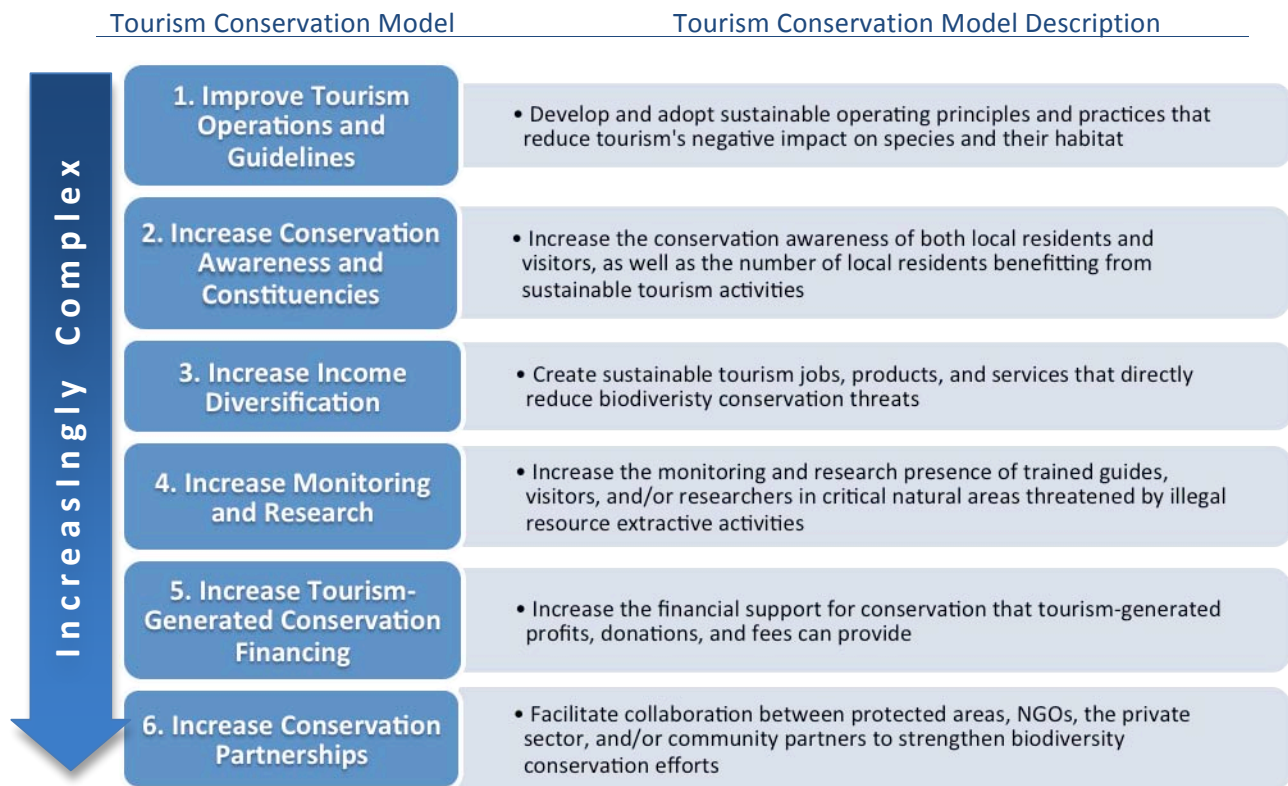 Tourism Conservation Model
Tourism Conservation Model Description
Increasingly Complex
1. Improve Tourism
Operations and
Guidelines
• Develop and adopt sustainable operating principles and practices that
reduce tourism's negative impact on species and their habitat
2. Increase Conservation
Awareness and
Constituencies
• Increase the conservation awareness of both local residents and
visitors, as well as the number of local residents benefitting from
sustainable tourism activities
3. Increase Income
Diversification
• Create sustainable tourism jobs, products, and services that directly
reduce biodiveristy conservation threats
4. Increase Monitoring
and Research
• Increase the monitoring and research presence of trained guides,
visitors, and/or researchers in critical natural areas threatened by illegal
resource extractive activities
5. Increase Tourism-
Generated Conservation
Financing
• Increase the financial support for conservation that tourism-generated
profits, donations, and fees can provide
6. Increase Conservation
Partnerships
• Facilitate collaboration between protected areas, NGOs, the private
sector, and/or community partners to strengthen biodiversity
conservation efforts